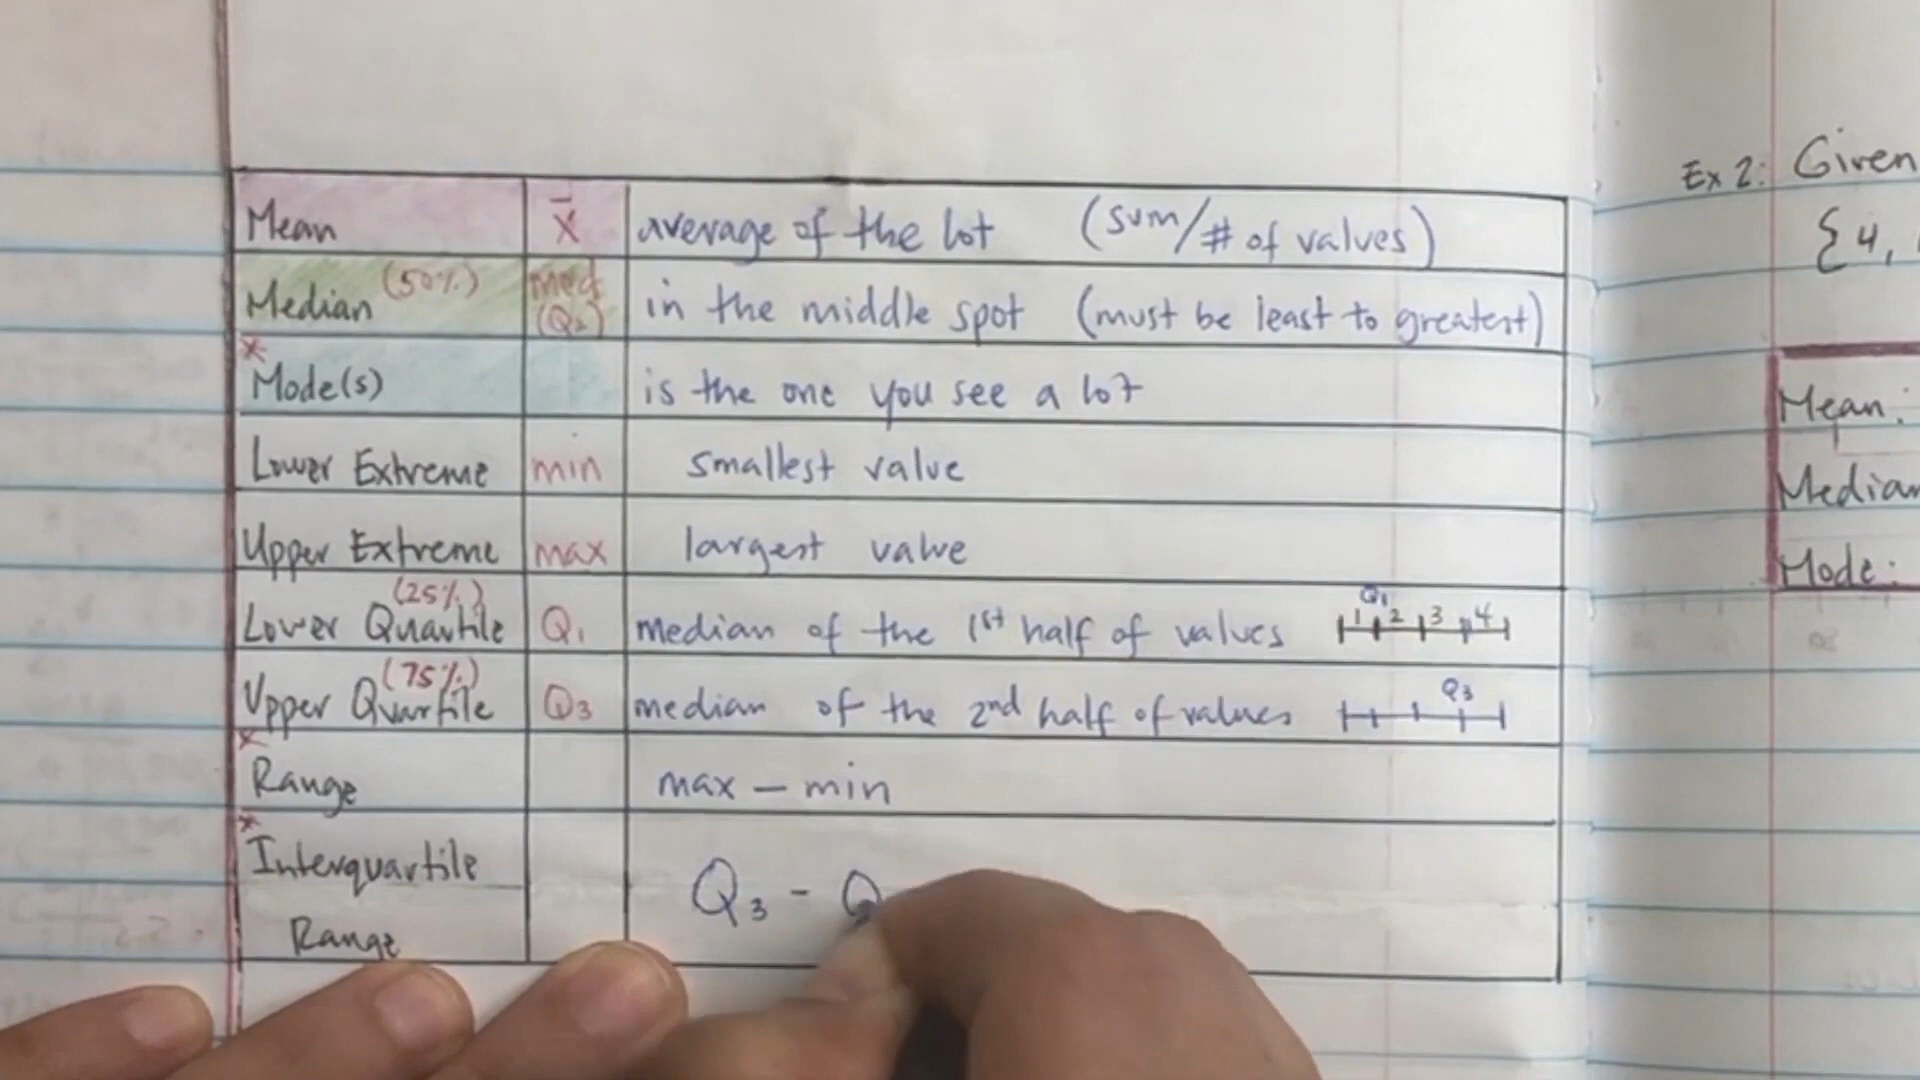 Mean x̄ average of the lot (sum/# of values)
Median (50%) med (Q2) in the middle spot (must be least to greatest)
* Mode(s) is the one you see a lot
Lower Extreme min smallest value
Upper Extreme max largest value
Lower Quartile (25%) Q1 median of the 1st half of values Q1 1 2 3 4
Upper Quartile (75%) Q3 median of the 2nd half of values Q3
* Range max - min
* Interquartile
Range
Q3 - Q
Ex 2: Given
{4,
Mean:
Median
Mode: